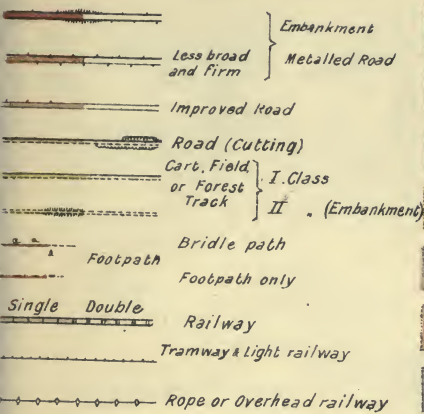 Embankment
Less broad
and firm
Metalled Road
Improved Road
Road (Cutting)
Cart, Field,
or Forest
Track
I. Class
II „ (Embankment)
Bridle path
Footpath
Footpath only
Single Double
Railway
Tramway & Light railway
Rope or Overhead railway